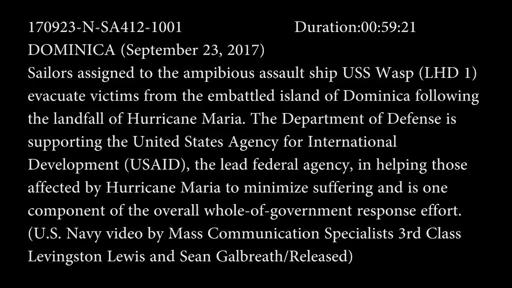 170923-N-SA412-1001 Duration:00:59:21
DOMINICA (September 23, 2017)
Sailors assigned to the ampibious assault ship USS Wasp (LHD 1)
evacuate victims from the embattled island of Dominica following
the landfall of Hurricane Maria. The Department of Defense is
supporting the United States Agency for International
Development (USAID), the lead federal agency, in helping those
affected by Hurricane Maria to minimize suffering and is one
component of the overall whole-of-government response effort.
(U.S. Navy video by Mass Communication Specialists 3rd Class
Levingston Lewis and Sean Galbreath/Released)